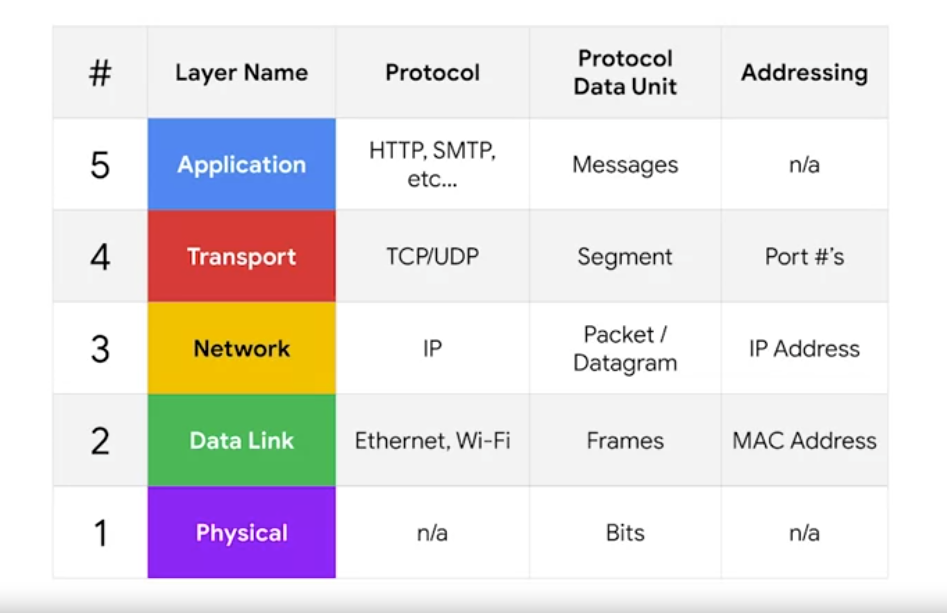 # Layer Name Protocol Protocol Data Unit Addressing
5 Application HTTP, SMTP, etc... Messages n/a
4 Transport TCP/UDP Segment Port #'s
3 Network IP Packet / Datagram IP Address
2 Data Link Ethernet, Wi-Fi Frames MAC Address
1 Physical n/a Bits n/a